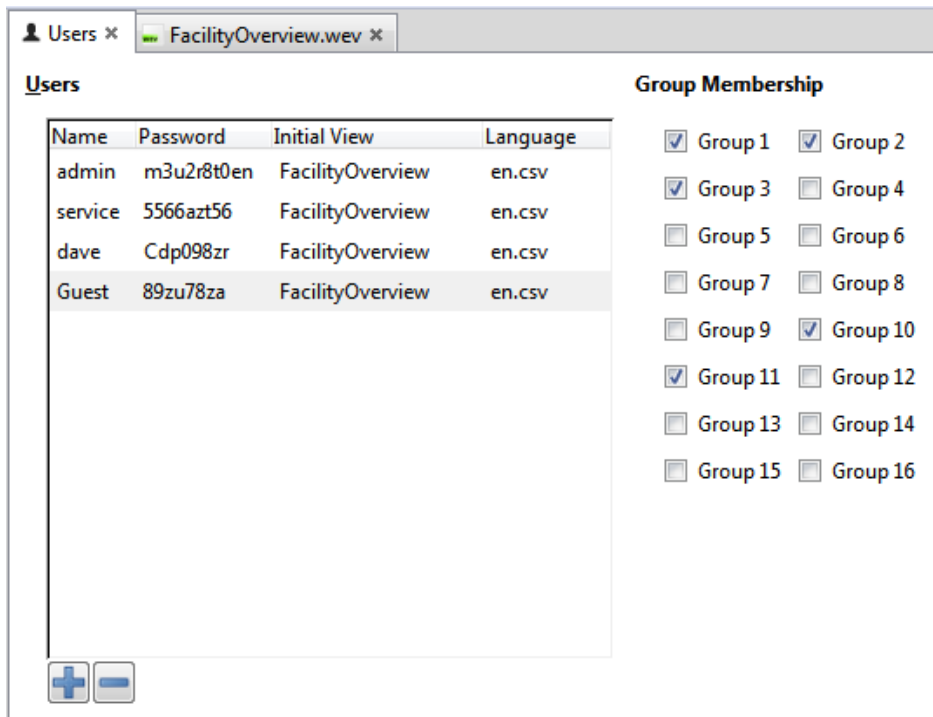 Users FacilityOverview.wev
Users
Name Password Initial View Language
admin m3u2r8t0en FacilityOverview en.csv
service 5566azt56 FacilityOverview en.csv
dave Cdp098zr FacilityOverview en.csv
Guest 89zu78za FacilityOverview en.csv
Group Membership
Group 1 Group 2
Group 3 Group 4
Group 5 Group 6
Group 7 Group 8
Group 9 Group 10
Group 11 Group 12
Group 13 Group 14
Group 15 Group 16